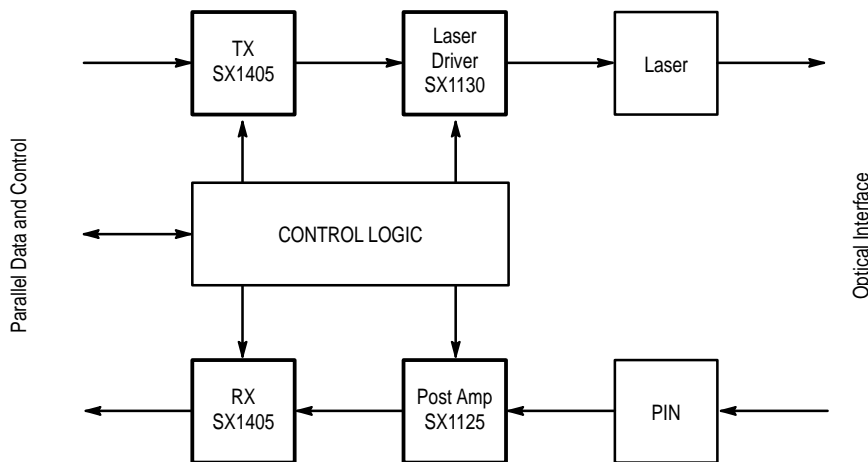 TX
SX1405
Laser
Driver
SX1130
Laser
Parallel Data and Control
CONTROL LOGIC
Optical Interface
RX
SX1405
Post Amp
SX1125
PIN